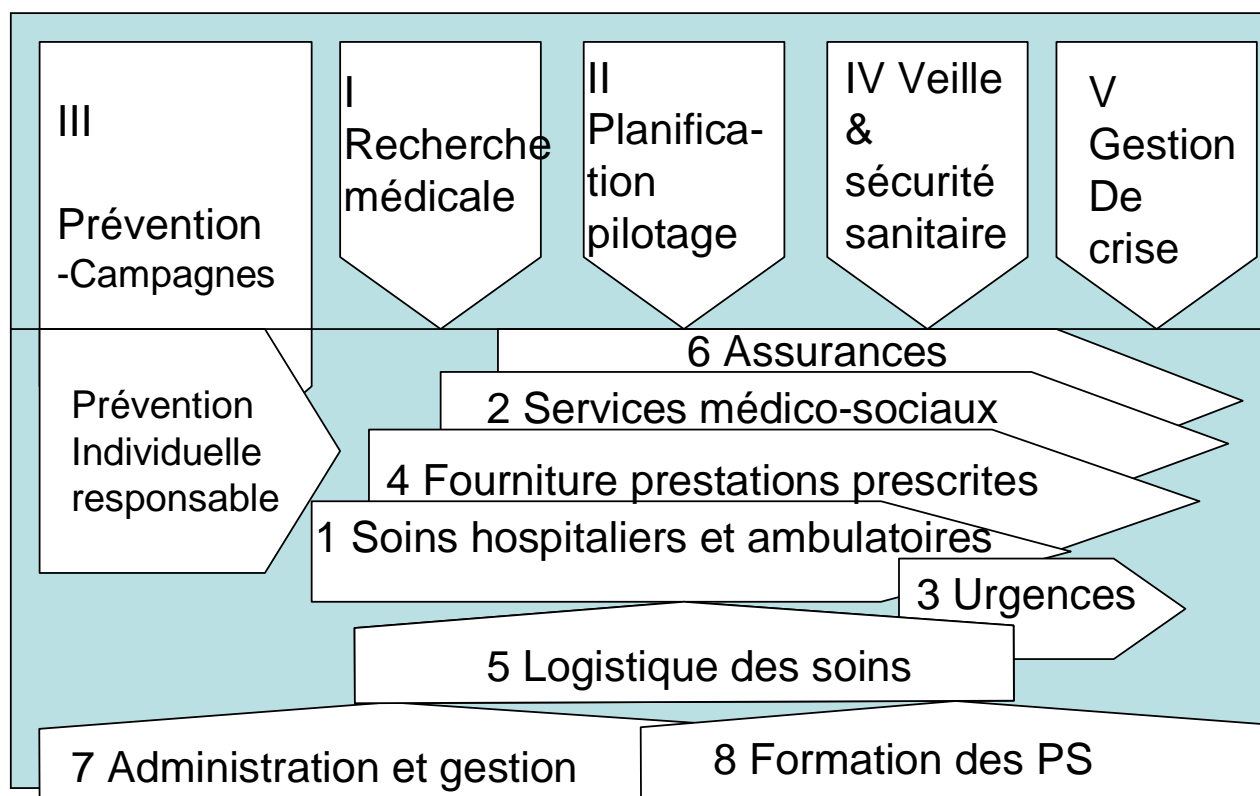 III
Prévention
-Campagnes
I
Recherche
médicale
II
Planifica-
tion
pilotage
IV Veille
&
sécurité
sanitaire
V
Gestion
De
crise
Prévention
Individuelle
responsable
6 Assurances
2 Services médico-sociaux
4 Fourniture prestations prescrites
1 Soins hospitaliers et ambulatoires
3 Urgences
5 Logistique des soins
7 Administration et gestion
8 Formation des PS